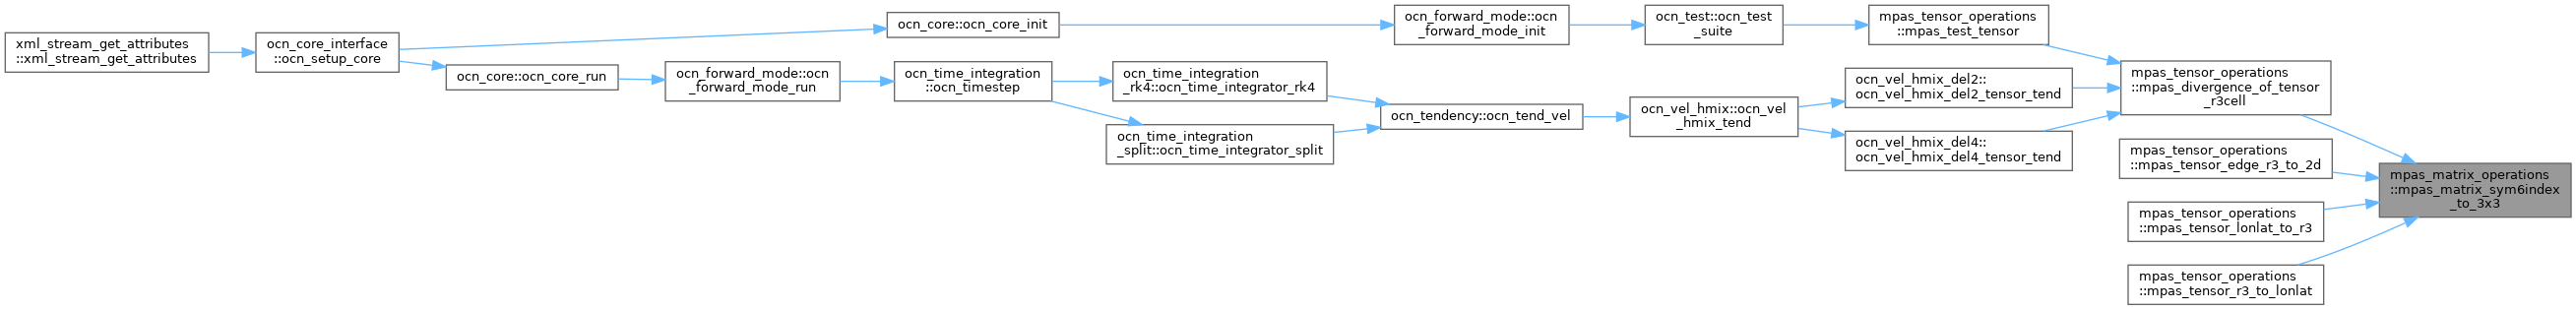 xml_stream_get_attributes
::xml_stream_get_attributes
ocn_core_interface
::ocn_setup_core
ocn_core::ocn_core_init
ocn_core::ocn_core_run
ocn_forward_mode::ocn
_forward_mode_init
ocn_forward_mode::ocn
_forward_mode_run
ocn_test::ocn_test
_suite
mpas_tensor_operations
::mpas_test_tensor
ocn_time_integration
::ocn_timestep
ocn_time_integration
_rk4::ocn_time_integrator_rk4
ocn_time_integration
_split::ocn_time_integrator_split
ocn_tendency::ocn_tend_vel
ocn_vel_hmix::ocn_vel
_hmix_tend
ocn_vel_hmix_del2::
ocn_vel_hmix_del2_tensor_tend
ocn_vel_hmix_del4::
ocn_vel_hmix_del4_tensor_tend
mpas_tensor_operations
::mpas_divergence_of_tensor
_r3cell
mpas_tensor_operations
::mpas_tensor_edge_r3_to_2d
mpas_tensor_operations
::mpas_tensor_lonlat_to_r3
mpas_tensor_operations
::mpas_tensor_r3_to_lonlat
mpas_matrix_operations
::mpas_matrix_sym6index
_to_3x3